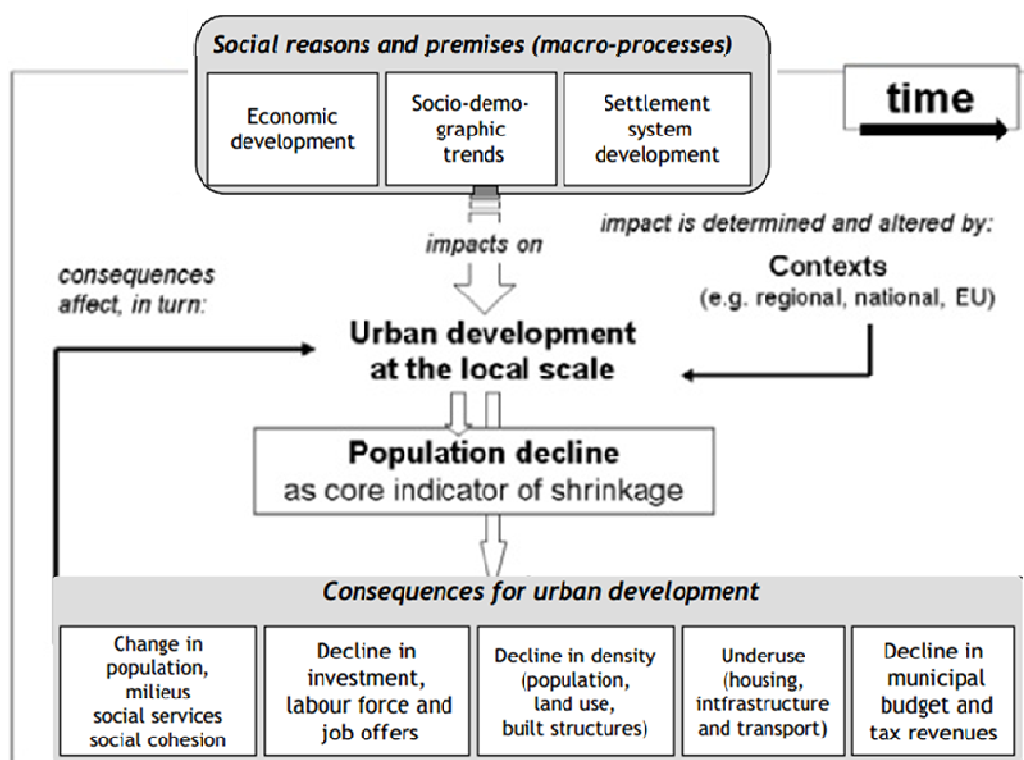 Social reasons and premises (macro-processes)
Economic
development
Socio-demo-
graphic
trends
Settlement
system
development
time
impacts on
impact is determined and altered by:
Contexts
(e.g. regional, national, EU)
consequences
affect, in turn:
Urban development
at the local scale
Population decline
as core indicator of shrinkage
Consequences for urban development
Change in
population,
milieus
social services
social cohesion
Decline in
investment,
labour force and
job offers
Decline in density
(population,
land use,
built structures)
Underuse
(housing,
intfrastructure
and transport)
Decline in
municipal
budget and
tax revenues